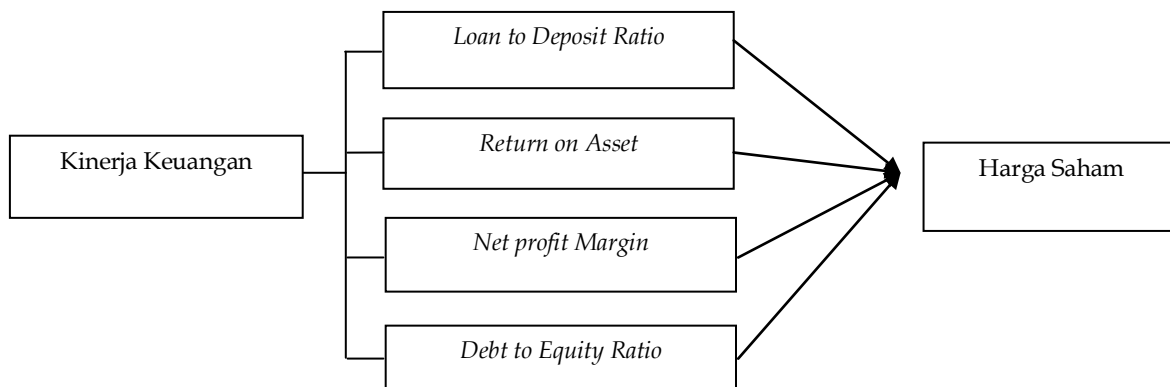 Loan to Deposit Ratio
Kinerja Keuangan
Return on Asset
Harga Saham
Net profit Margin
Debt to Equity Ratio